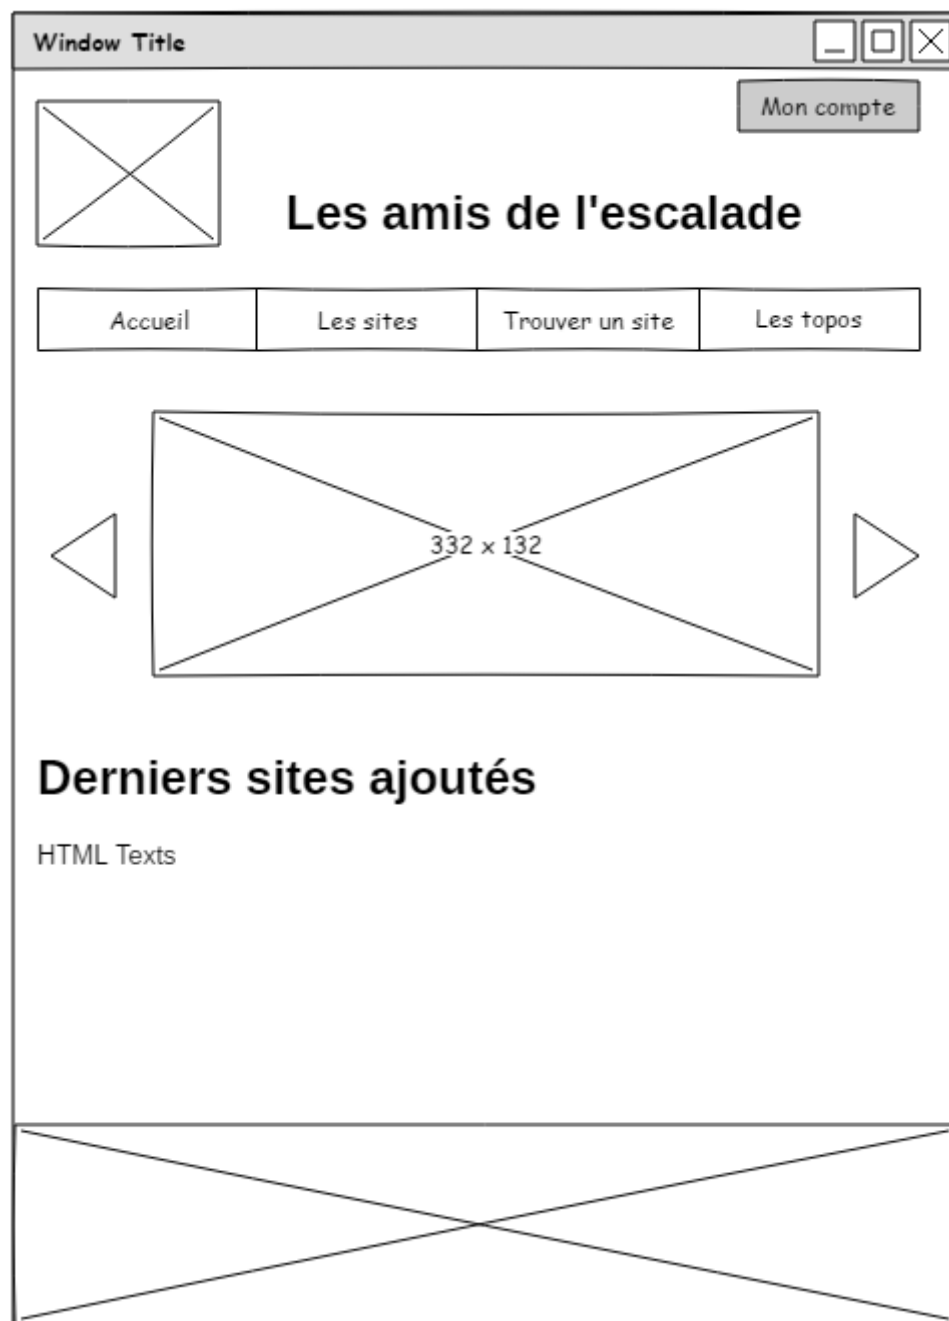 Window Title
Mon compte
Les amis de l'escalade
Accueil
Les sites
Trouver un site
Les topos
332 x 132
Derniers sites ajoutés
HTML Texts